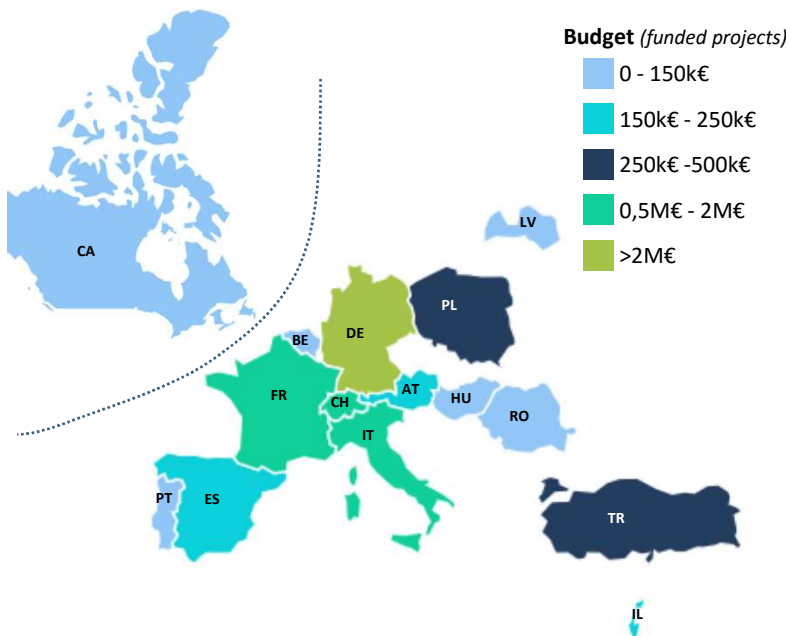 Budget (funded projects)
0 - 150k€
150k€ - 250k€
250k€ -500k€
0,5M€ - 2M€
>2M€
LV
CA
PL
DE
BE
AT
FR
CH
HU
RO
IT
PT
ES
TR
IL